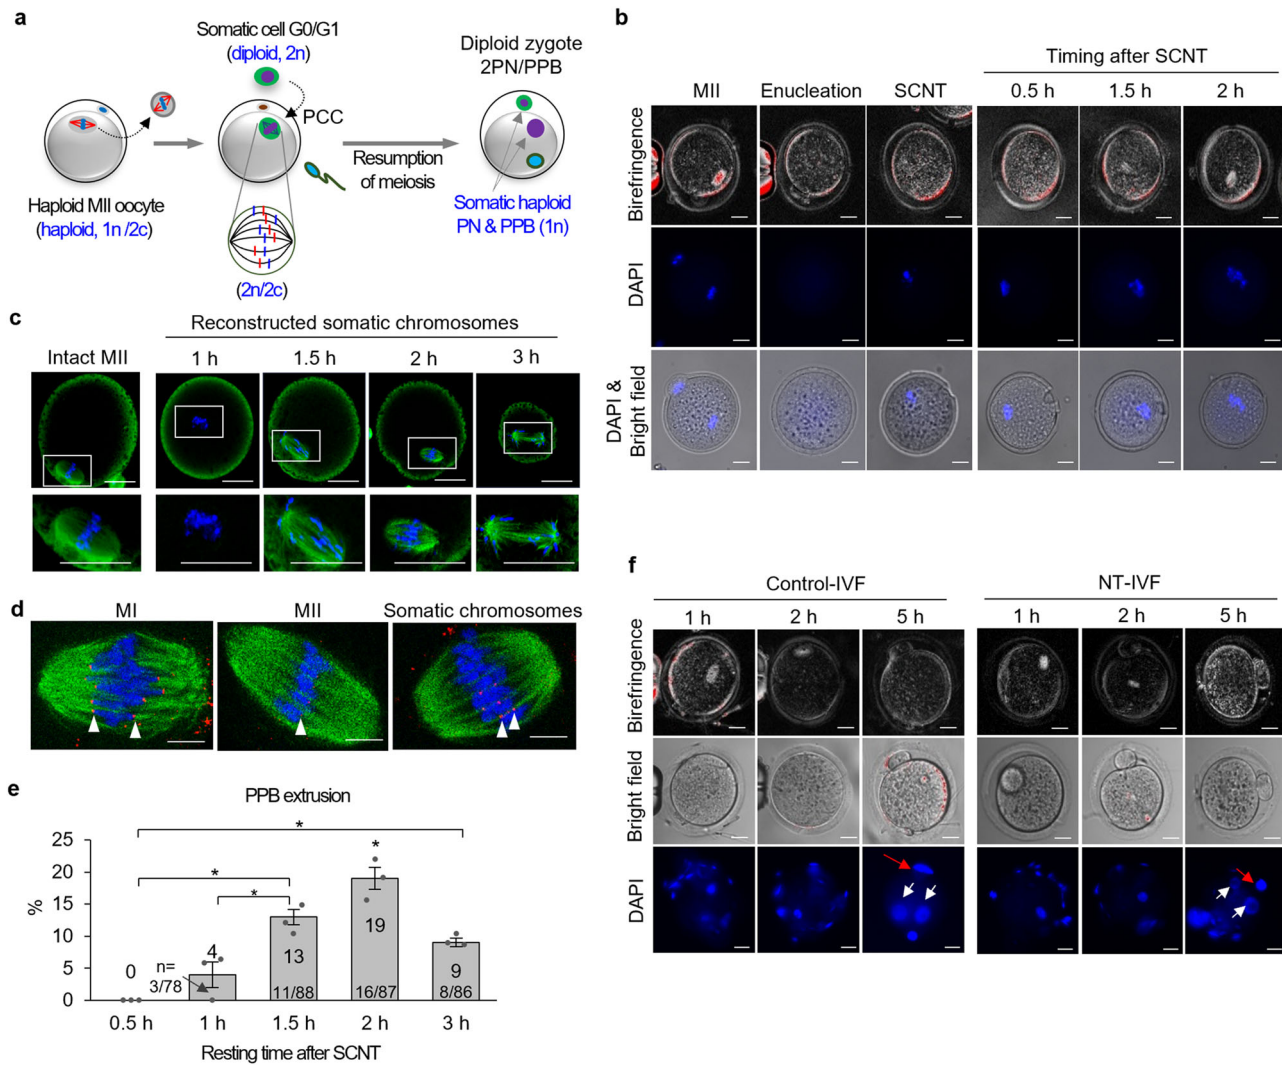 a
Somatic cell G0/G1
(diploid, 2n)
PCC
Haploid MII oocyte
(haploid, 1n /2c)
(2n/2c)
Resumption
of meiosis
Diploid zygote
2PN/PPB
Somatic haploid
PN & PPB (1n)
b
Timing after SCNT
MII
Enucleation
SCNT
0.5 h
1.5 h
2 h
Birefringence
DAPI
DAPI &
Bright field
c
Reconstructed somatic chromosomes
Intact MII
1 h
1.5 h
2 h
3 h
d
MI
MII
Somatic chromosomes
e
PPB extrusion
%
25
20
15
10
5
0
0
4
n=
3/78
13
11/88
19
16/87
9
8/86
*
*
*
*
0.5 h
1 h
1.5 h
2 h
3 h
Resting time after SCNT
f
Control-IVF
NT-IVF
1 h
2 h
5 h
1 h
2 h
5 h
Birefringence
Bright field
DAPI